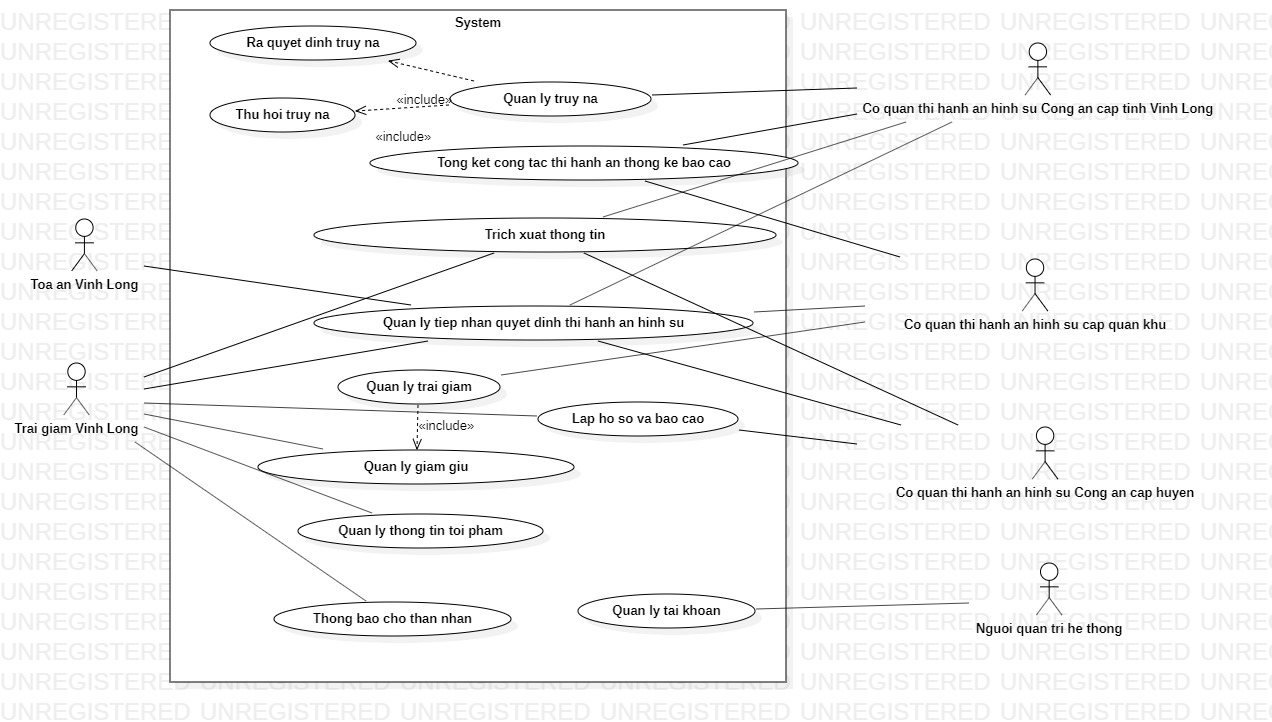 System
Ra quyet dinh truy na
Quan ly truy na
«include»
Thu hoi truy na
«include»
Co quan thi hanh an hinh su Cong an cap tinh Vinh Long
Tong ket cong tac thi hanh an thong ke bao cao
Trich xuat thong tin
Toa an Vinh Long
Quan ly tiep nhan quyet dinh thi hanh an hinh su
Co quan thi hanh an hinh su cap quan khu
Quan ly trai giam
Lap ho so va bao cao
«include»
Trai giam Vinh Long
Quan ly giam giu
Co quan thi hanh an hinh su Cong an cap huyen
Quan ly thong tin toi pham
Quan ly tai khoan
Thong bao cho than nhan
Nguoi quan tri he thong
UNREGISTERED UNREGISTERED UNREGISTERED UNREGISTERED UNREGISTERED UNREGISTERED